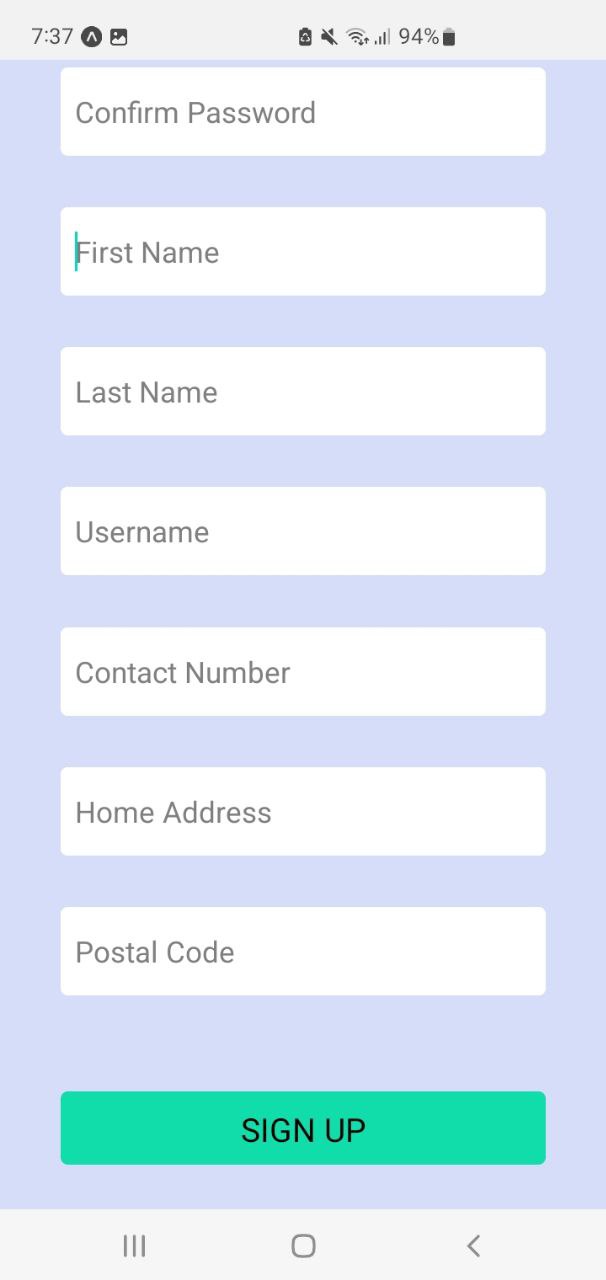 7:37 94%
Confirm Password
First Name
Last Name
Username
Contact Number
Home Address
Postal Code
SIGN UP